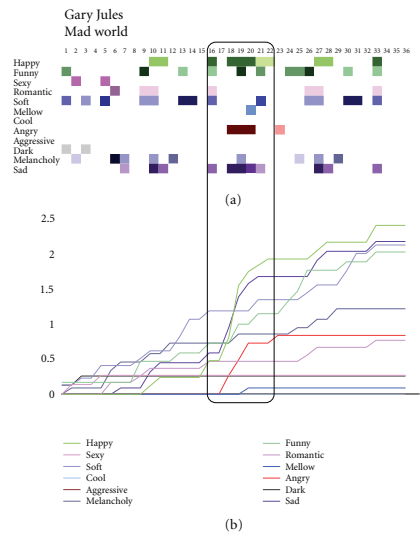 Gary Jules
Mad world
1 2 3 4 5 6 7 8 9 10 11 12 13 14 15 16 17 18 19 20 21 22 23 24 25 26 27 28 29 30 31 32 33 34 35 36
Happy
Funny
Sexy
Romantic
Soft
Mellow
Cool
Angry
Aggressive
Dark
Melancholy
Sad
(a)
2.5
2
1.5
1
0.5
0
Happy Funny
Sexy Romantic
Soft Mellow
Cool Angry
Aggressive Dark
Melancholy Sad
(b)